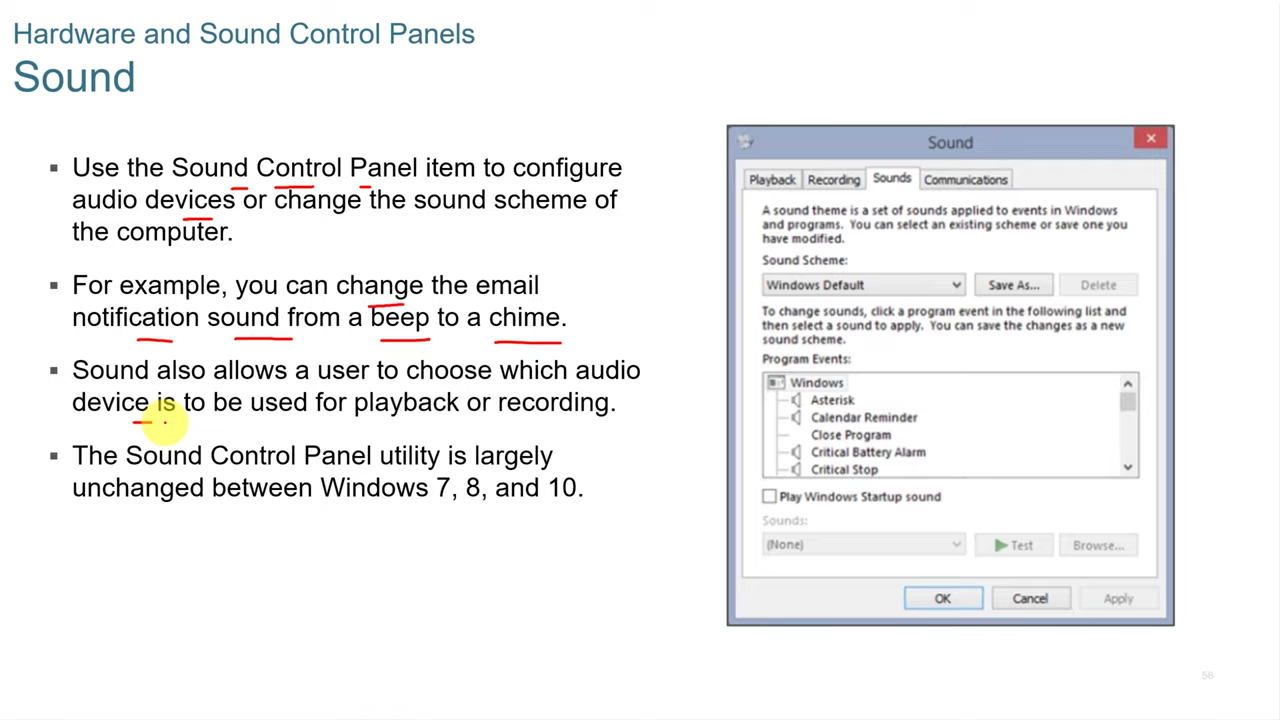 Hardware and Sound Control Panels
Sound
▪ Use the Sound Control Panel item to configure
audio devices or change the sound scheme of
the computer.
▪ For example, you can change the email
notification sound from a beep to a chime.
▪ Sound also allows a user to choose which audio
device is to be used for playback or recording.
▪ The Sound Control Panel utility is largely
unchanged between Windows 7, 8, and 10.
Sound
Playback Recording Sounds Communications
A sound theme is a set of sounds applied to events in Windows
and programs. You can select an existing scheme or save one you
have modified.
Sound Scheme:
Windows Default Save As... Delete
To change sounds, click a program event in the following list and
then select a sound to apply. You can save the changes as a new
sound scheme.
Program Events:
Windows
Asterisk
Calendar Reminder
Close Program
Critical Battery Alarm
Critical Stop
Play Windows Startup sound
Sounds:
(None) Test Browse...
OK Cancel Apply
56